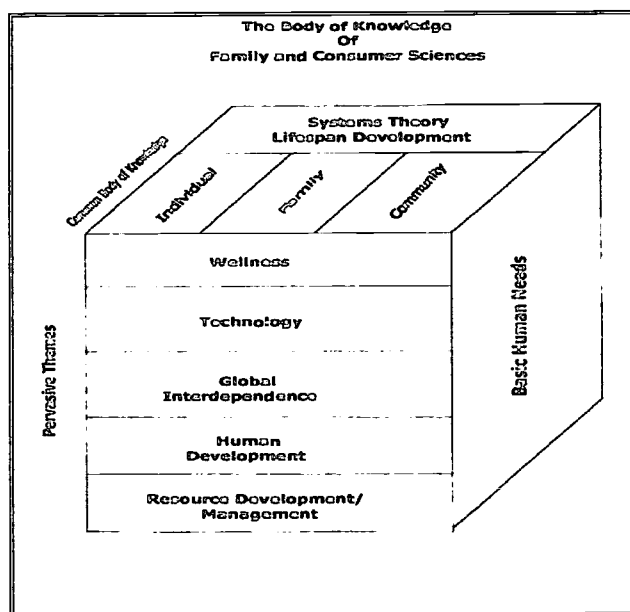 The Body of Knowledge
Of
Family and Consumer Sciences
Systems Theory
Lifespan Development
Common Body of Knowledge
Individual
Family
Community
Wellness
Technology
Global
Interdependence
Human
Development
Resource Development/
Management
Pervasive Themes
Basic Human Needs